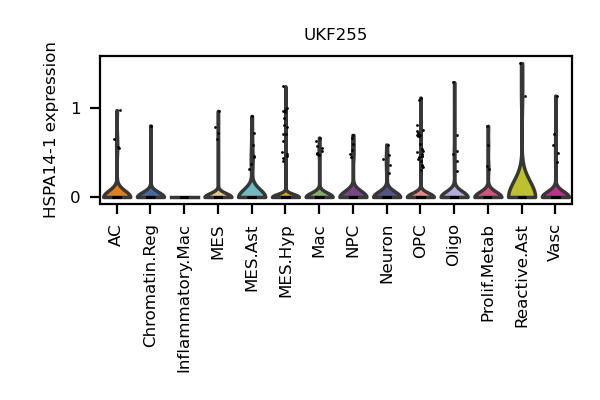 UKF255
HSPA14-1 expression
1
0
AC
Chromatin.Reg
Inflammatory.Mac
MES
MES.Ast
MES.Hyp
Mac
NPC
Neuron
OPC
Oligo
Prolif.Metab
Reactive.Ast
Vasc